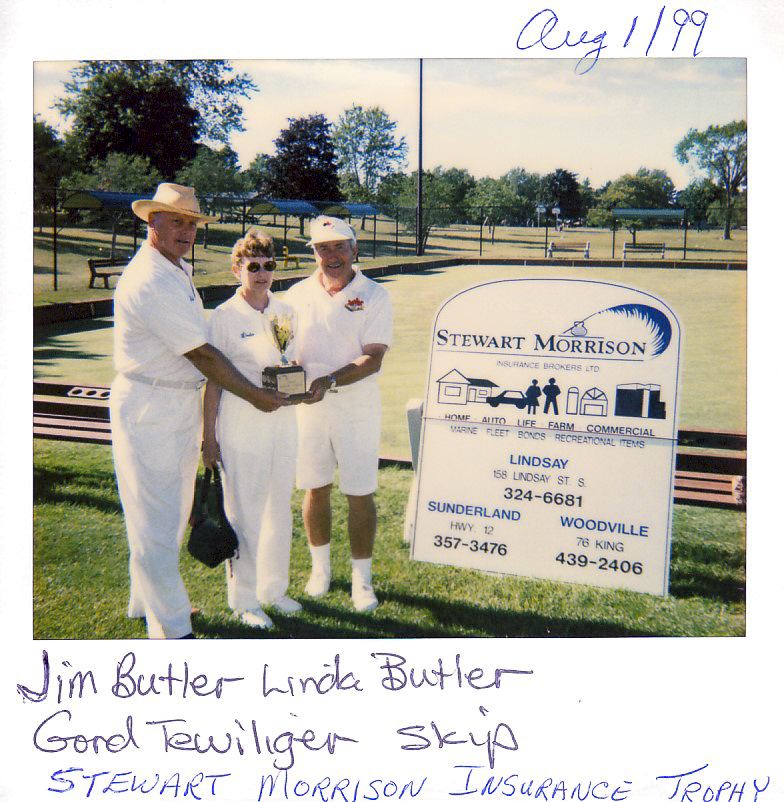 Aug 1/99
STEWART MORRISON
INSURANCE BROKERS LTD.
HOME AUTO LIFE FARM COMMERCIAL
MARINE FLEET BONDS RECREATIONAL ITEMS
LINDSAY
158 LINDSAY ST. S.
324-6681
SUNDERLAND
HWY. 12
357-3476
WOODVILLE
76 KING
439-2406
Jim Butler Linda Butler
Gord Tewiliger Skip
STEWART MORRISON INSURANCE TROPHY